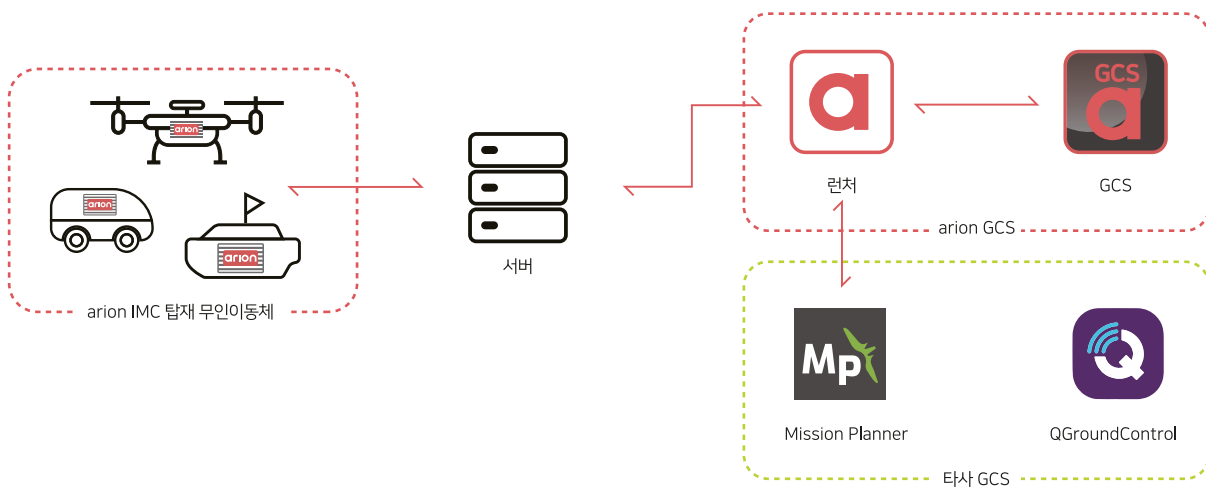 arion
arion
arion
arion IMC 탑재 무인이동체
서버
a
런처
GCS
a
GCS
arion GCS
Mp
Mission Planner
Q
QGroundControl
타사 GCS